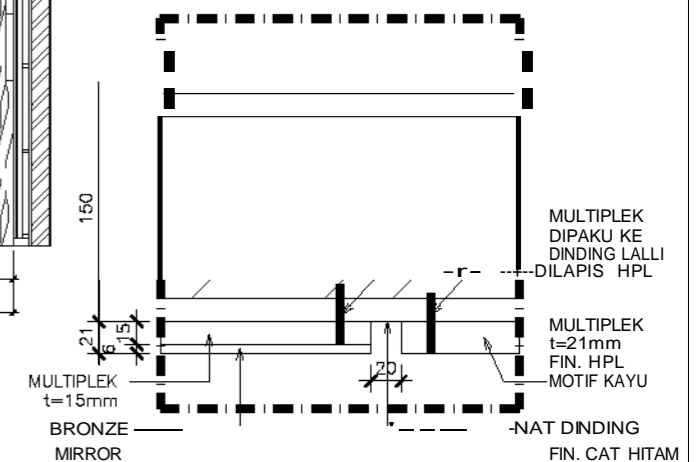 150
MULTIPLEK
DIPAKU KE
DINDING LALLI
-r- ----DILAPIS HPL
21
15
6
MULTIPLEK
t=21mm
FIN. HPL
MOTIF KAYU
20
MULTIPLEK
t=15mm
BRONZE
MIRROR
-NAT DINDING
FIN. CAT HITAM